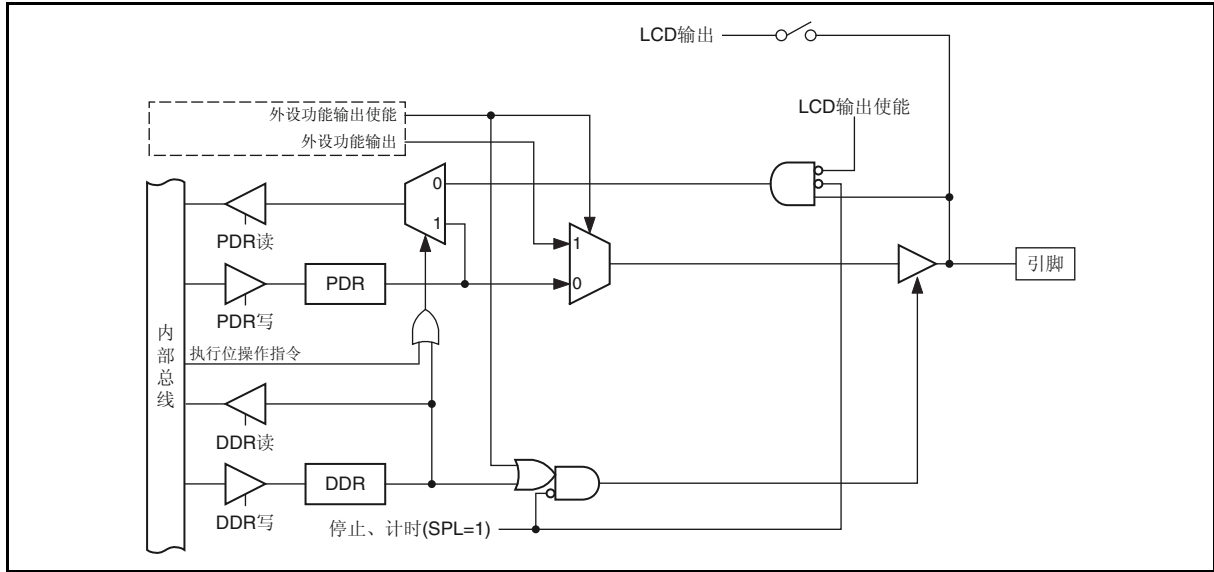 LCD输出
外设功能输出使能
LCD输出使能
外设功能输出
0
1
PDR读
1
引脚
PDR
0
PDR写
内部总线
执行位操作指令
DDR读
DDR
DDR写
停止、计时(SPL=1)